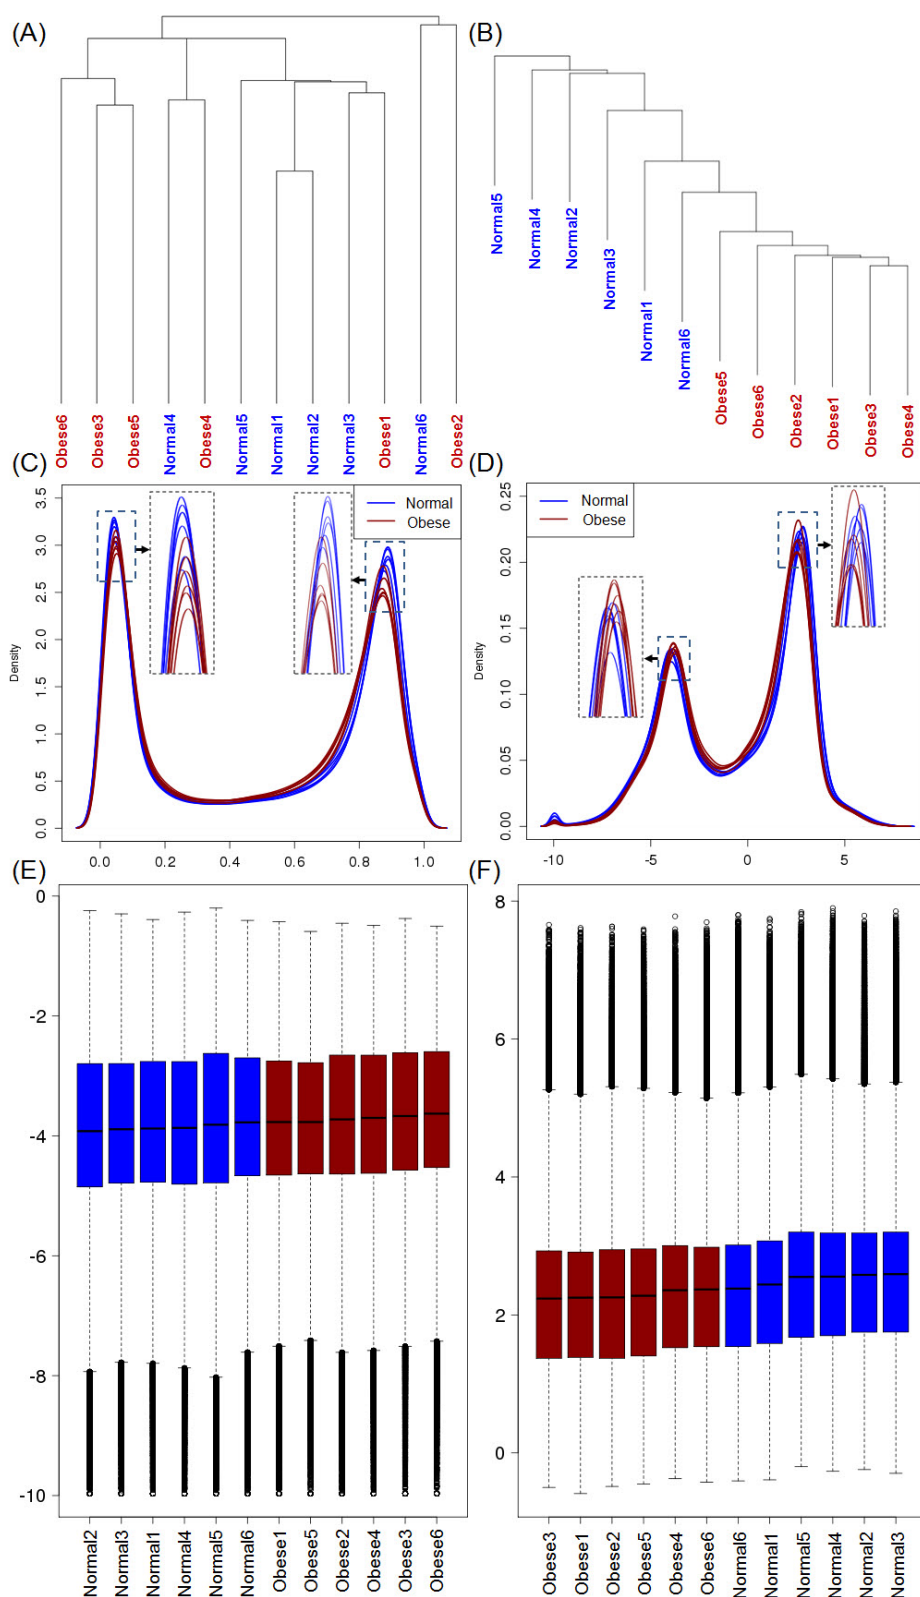 (A)
Obese6
Obese3
Obese5
Normal4
Obese4
Normal5
Normal1
Normal2
Normal3
Obese1
Normal6
Obese2
(B)
Normal5
Normal4
Normal2
Normal3
Normal1
Normal6
Obese5
Obese6
Obese2
Obese1
Obese3
Obese4
(C)
Normal
Obese
Density
3.5
3.0
2.5
2.0
1.5
1.0
0.5
0.0
0.0 0.2 0.4 0.6 0.8 1.0
(D)
Normal
Obese
Density
0.25
0.20
0.15
0.10
0.05
0.00
-10 -5 0 5
(E)
0
-2
-4
-6
-8
-10
Normal2
Normal3
Normal1
Normal4
Normal5
Normal6
Obese1
Obese5
Obese2
Obese4
Obese3
Obese6
(F)
8
6
4
2
0
Obese3
Obese1
Obese2
Obese5
Obese4
Obese6
Normal6
Normal1
Normal5
Normal4
Normal2
Normal3